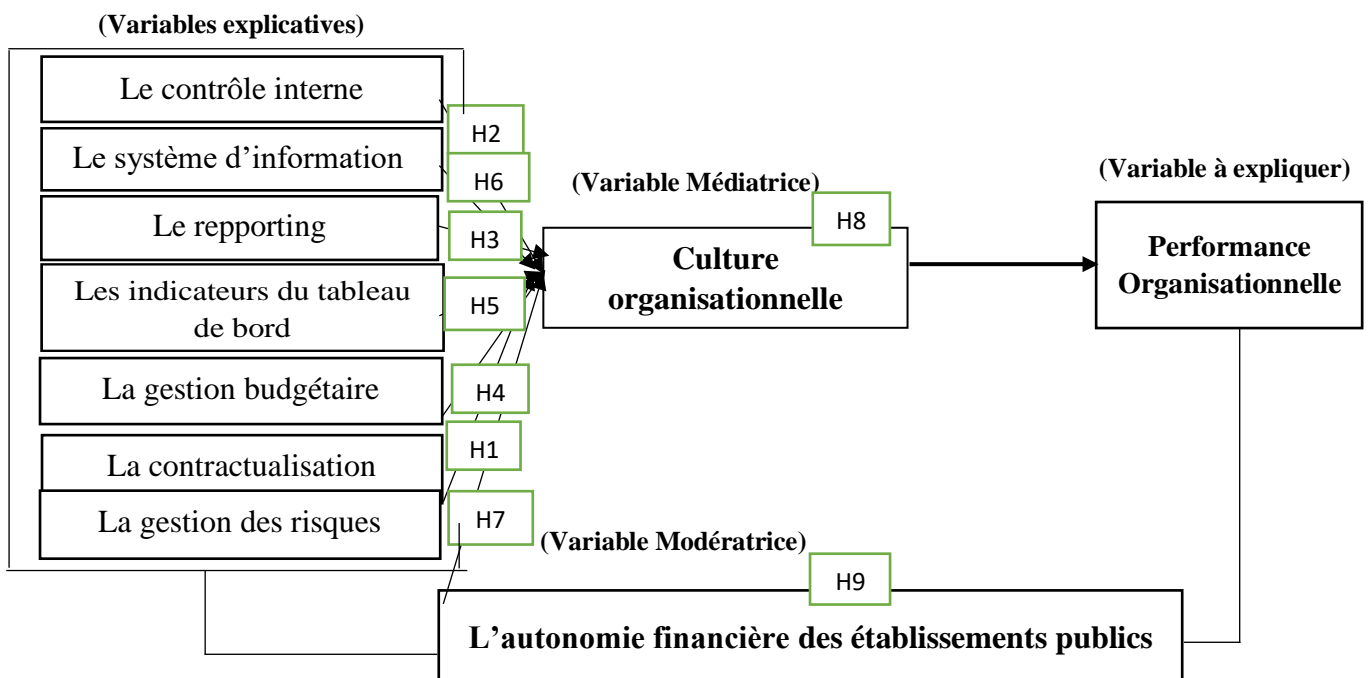 (Variables explicatives)
Le contrôle interne
H2
Le système d’information
H6
Le repporting
H3
Les indicateurs du tableau
de bord
H5
La gestion budgétaire
H4
La contractualisation
H1
La gestion des risques
H7
(Variable Médiatrice)
H8
Culture
organisationnelle
(Variable à expliquer)
Performance
Organisationnelle
(Variable Modératrice)
H9
L’autonomie financière des établissements publics